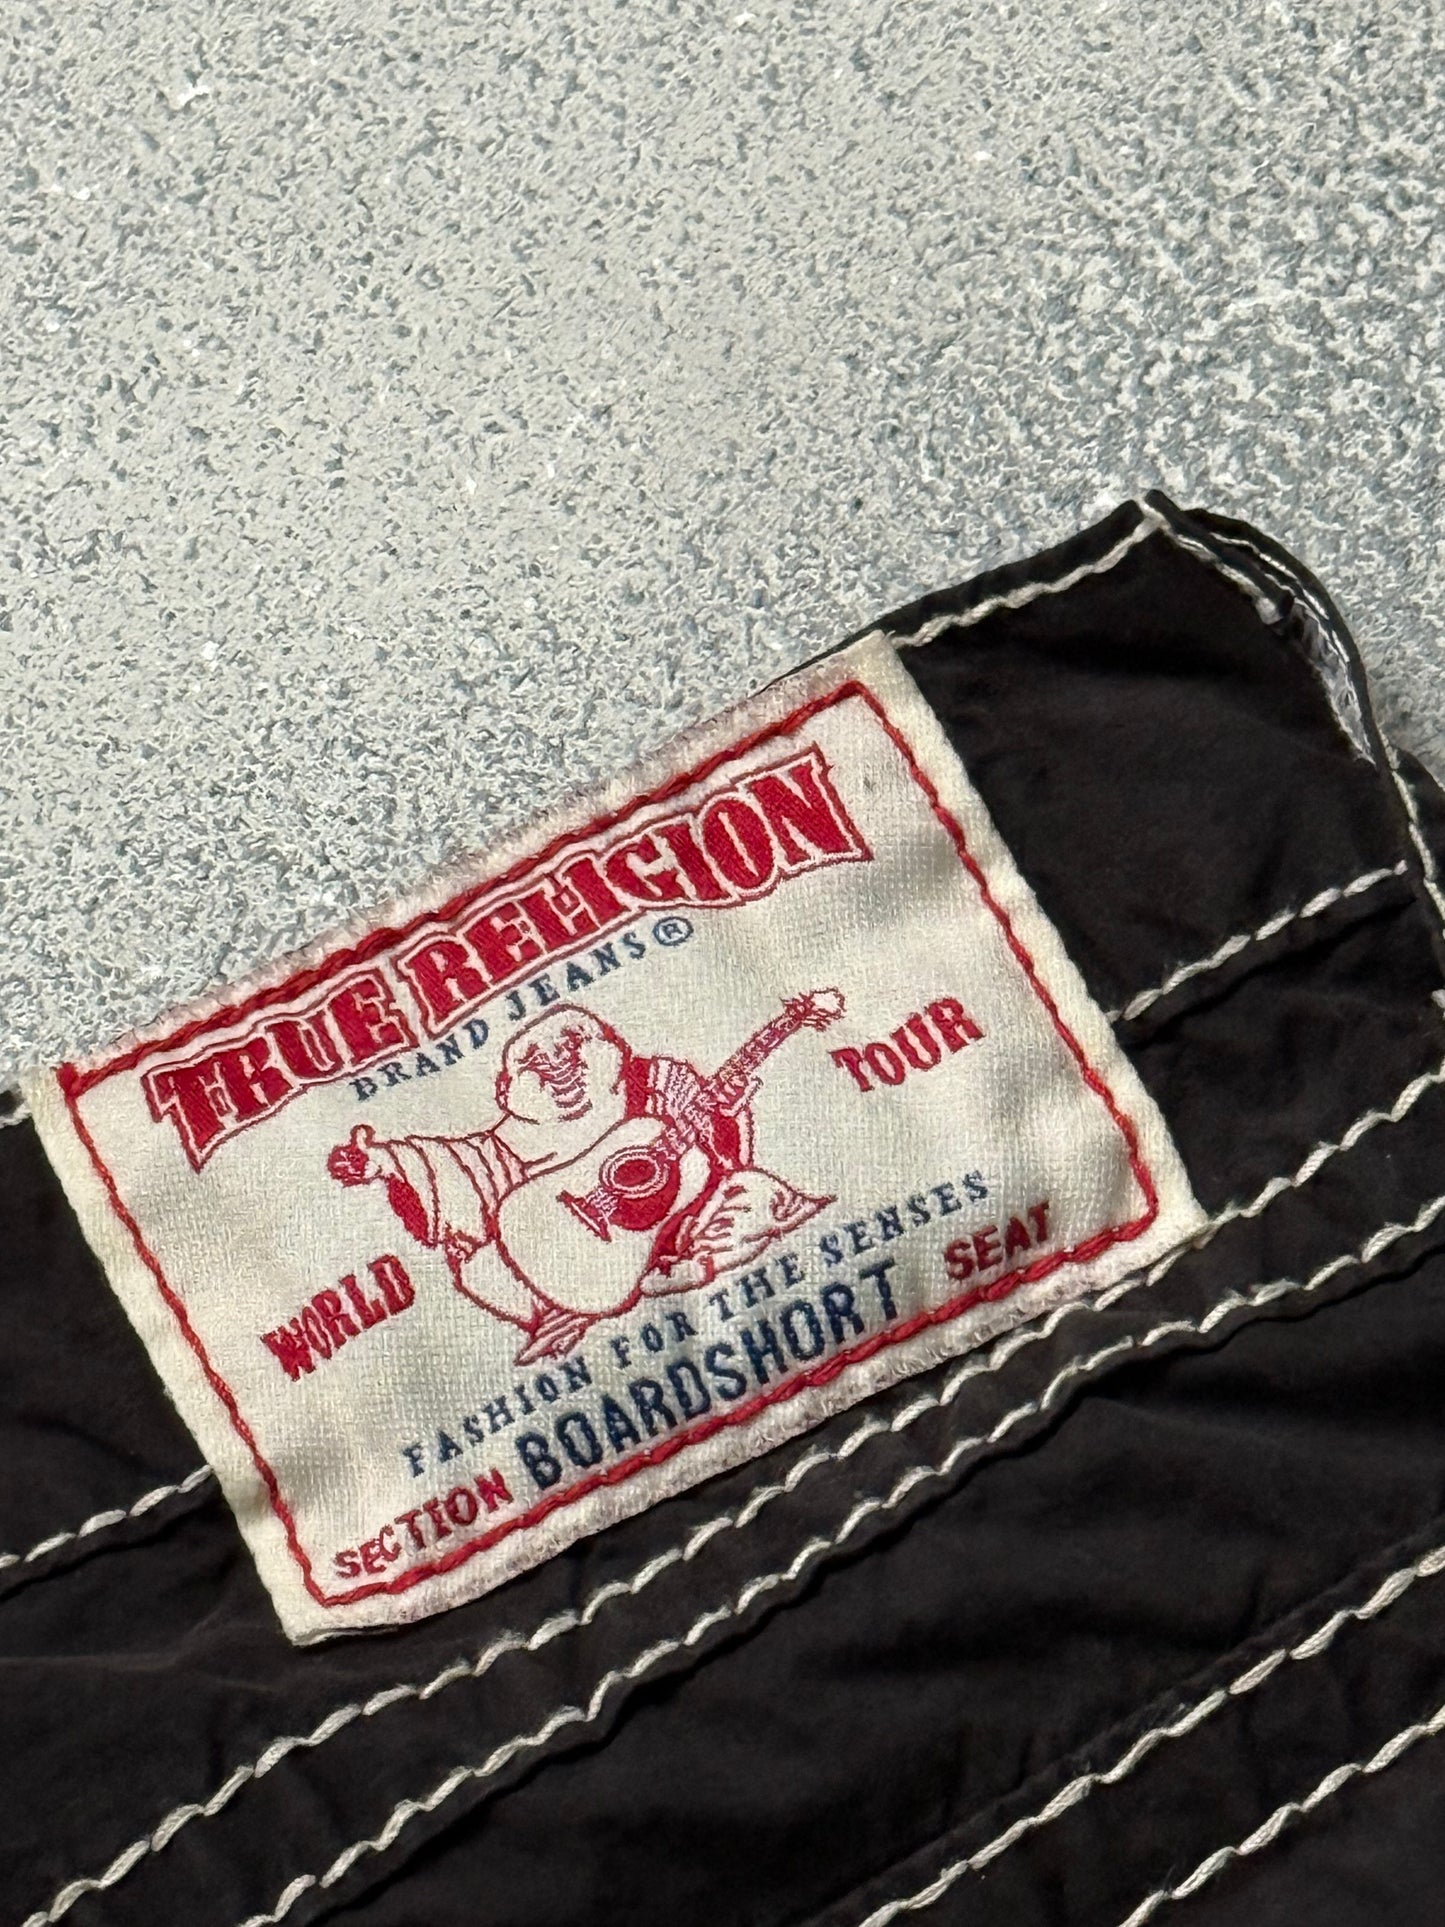 TRUE RELIGION
BRAND JEANS®
WORLD TOUR
FASHION FOR THE SENSES
SECTION BOARDSHORT SEAT